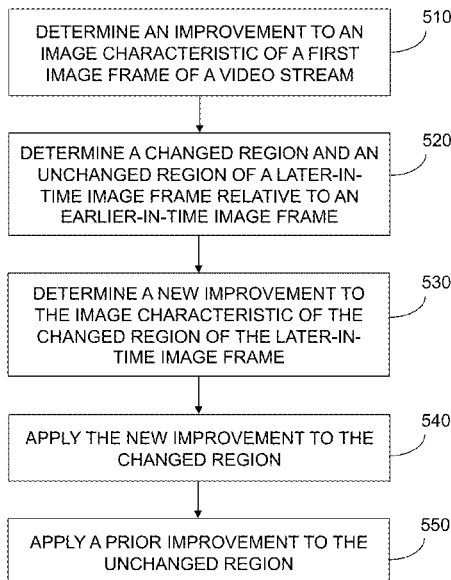 DETERMINE AN IMPROVEMENT TO AN
IMAGE CHARACTERISTIC OF A FIRST
IMAGE FRAME OF A VIDEO STREAM
510
DETERMINE A CHANGED REGION AND AN
UNCHANGED REGION OF A LATER-IN-
TIME IMAGE FRAME RELATIVE TO AN
EARLIER-IN-TIME IMAGE FRAME
520
DETERMINE A NEW IMPROVEMENT TO
THE IMAGE CHARACTERISTIC OF THE
CHANGED REGION OF THE LATER-IN-
TIME IMAGE FRAME
530
APPLY THE NEW IMPROVEMENT TO THE
CHANGED REGION
540
APPLY A PRIOR IMPROVEMENT TO THE
UNCHANGED REGION
550